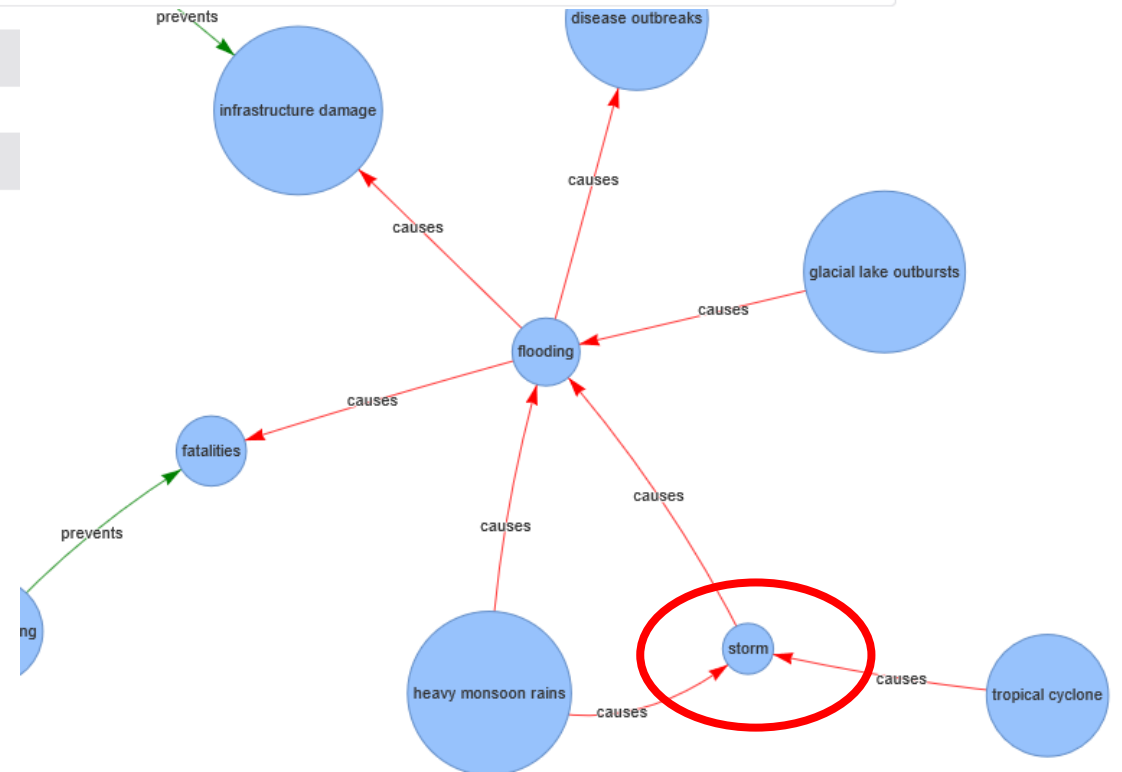 prevents
disease outbreaks
infrastructure damage
causes
causes
glacial lake outbursts
causes
flooding
causes
fatalities
causes
prevents
causes
ng
storm
causes
heavy monsoon rains
tropical cyclone
causes